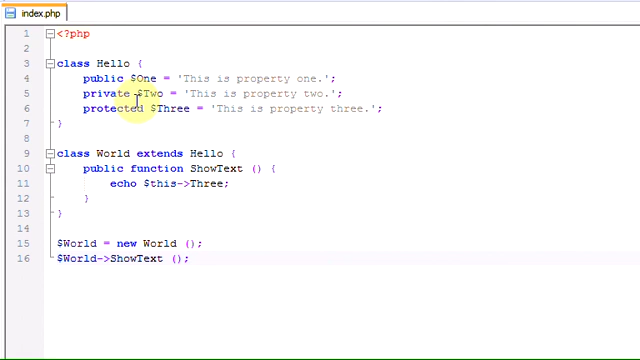 index.php
1 <?php
2
3 class Hello {
4 public $One = 'This is property one.';
5 private $Two = 'This is property two.';
6 protected $Three = 'This is property three.';
7 }
8
9 class World extends Hello {
10 public function ShowText () {
11 echo $this->Three;
12 }
13 }
14
15 $World = new World ();
16 $World->ShowText ();